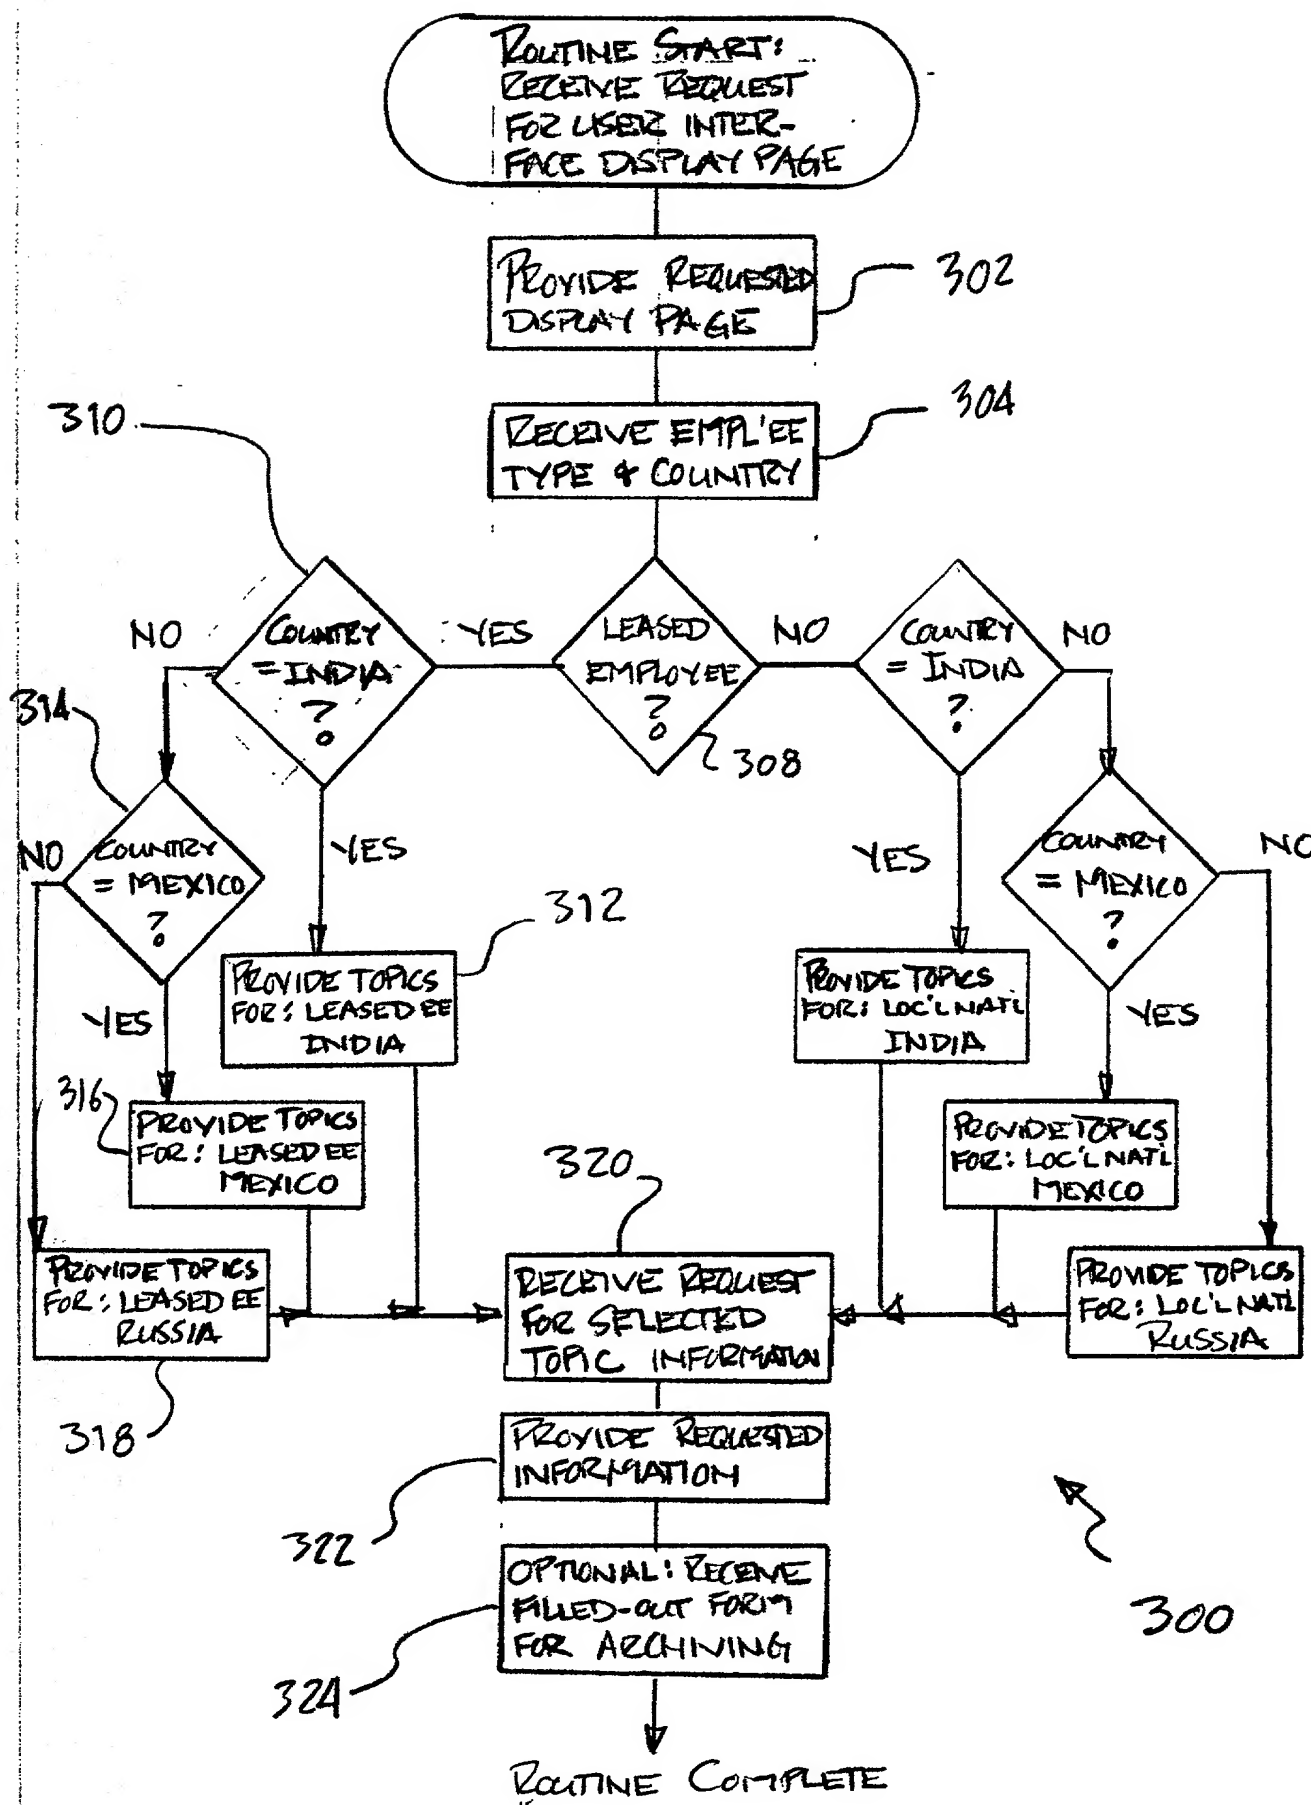 ROUTINE START:
RECEIVE REQUEST
FOR USER INTER-
FACE DISPLAY PAGE
PROVIDE REQUESTED
DISPLAY PAGE
302
RECEIVE EMPL'EE
TYPE & COUNTRY
304
310
NO
COUNTRY
= INDIA
?
YES
LEASED
EMPLOYEE
?
308
NO
COUNTRY
= INDIA
?
NO
314
NO
COUNTRY
= MEXICO
?
YES
YES
COUNTRY
= MEXICO
?
NO
312
PROVIDE TOPICS
FOR: LEASED EE
INDIA
PROVIDE TOPICS
FOR: LOC'L NAT'L
INDIA
YES
YES
316
PROVIDE TOPICS
FOR: LEASED EE
MEXICO
PROVIDE TOPICS
FOR: LOC'L NAT'L
MEXICO
320
PROVIDE TOPICS
FOR: LEASED EE
RUSSIA
318
RECEIVE REQUEST
FOR SELECTED
TOPIC INFORMATION
PROVIDE TOPICS
FOR: LOC'L NAT'L
RUSSIA
PROVIDE REQUESTED
INFORMATION
322
OPTIONAL: RECEIVE
FILLED-OUT FORM
FOR ARCHIVING
324
300
ROUTINE COMPLETE